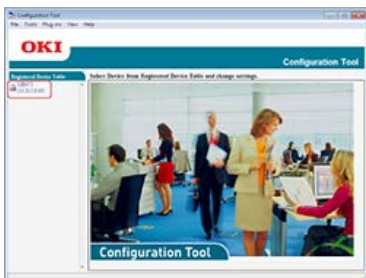 Configuration Tool
File Tools Plug-ins View Help
OKI
Configuration Tool
Registered Device Table
Select Device from Registered Device Table and change settings.
Configuration Tool